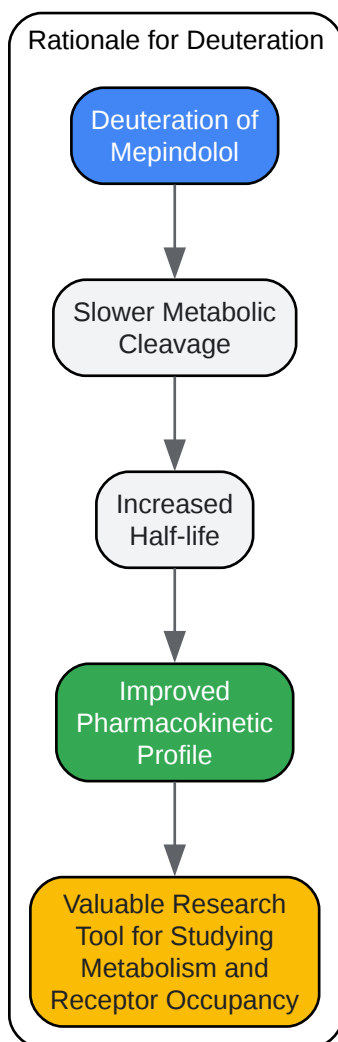 Rationale for Deuteration
Deuteration of
Mepindolol
Slower Metabolic
Cleavage
Increased
Half-life
Improved
Pharmacokinetic
Profile
Valuable Research
Tool for Studying
Metabolism and
Receptor Occupancy